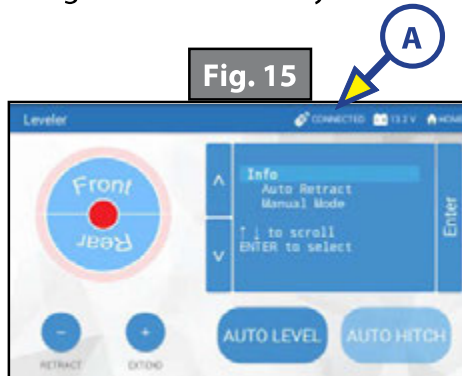 A
Fig. 15
Leveler
CONNECTED 13.2 V HOME
Front
Rear
^
v
Info
Auto Retract
Manual Mode
↑ ↓ to scroll
ENTER to select
Enter
−
+
RETRACT
EXTEND
AUTO LEVEL
AUTO HITCH